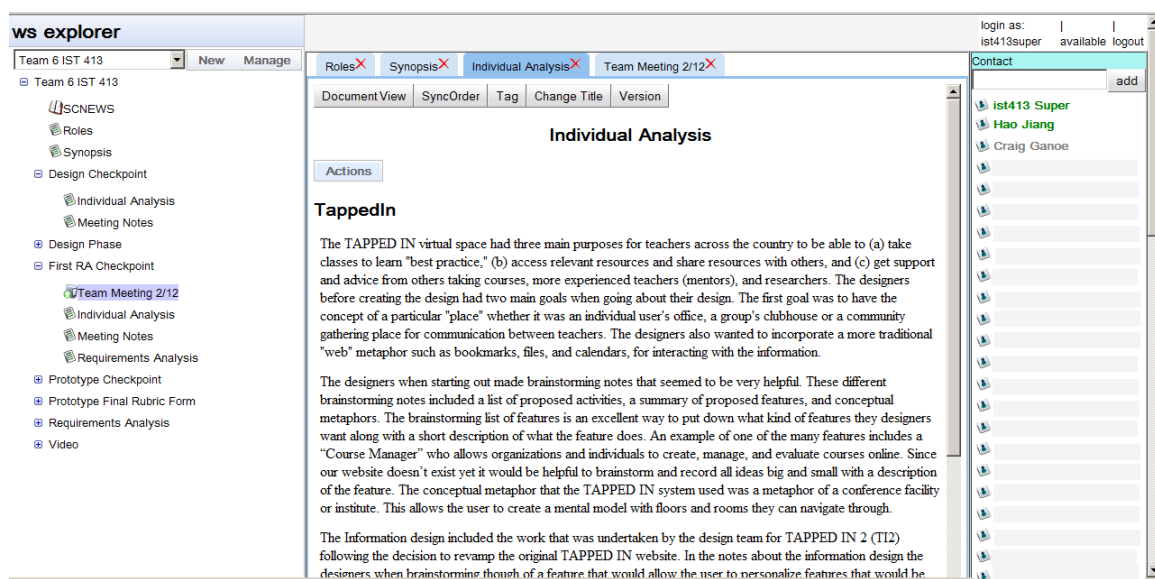 ws explorer
Team 6 IST 413
New Manage
Team 6 IST 413
SCNEWS
Roles
Synopsis
Design Checkpoint
Individual Analysis
Meeting Notes
Design Phase
First RA Checkpoint
Team Meeting 2/12
Individual Analysis
Meeting Notes
Requirements Analysis
Prototype Checkpoint
Prototype Final Rubric Form
Requirements Analysis
Video
Roles Synopsis Individual Analysis Team Meeting 2/12
Document View SyncOrder Tag Change Title Version
Individual Analysis
Actions
TappedIn
The TAPPED IN virtual space had three main purposes for teachers across the country to be able to (a) take
classes to learn "best practice," (b) access relevant resources and share resources with others, and (c) get support
and advice from others taking courses, more experienced teachers (mentors), and researchers. The designers
before creating the design had two main goals when going about their design. The first goal was to have the
concept of a particular "place" whether it was an individual user's office, a group's clubhouse or a community
gathering place for communication between teachers. The designers also wanted to incorporate a more traditional
"web" metaphor such as bookmarks, files, and calendars, for interacting with the information.
The designers when starting out made brainstorming notes that seemed to be very helpful. These different
brainstorming notes included a list of proposed activities, a summary of proposed features, and conceptual
metaphors. The brainstorming list of features is an excellent way to put down what kind of features they designers
want along with a short description of what the feature does. An example of one of the many features includes a
“Course Manager” who allows organizations and individuals to create, manage, and evaluate courses online. Since
our website doesn’t exist yet it would be helpful to brainstorm and record all ideas big and small with a description
of the feature. The conceptual metaphor that the TAPPED IN system used was a metaphor of a conference facility
or institute. This allows the user to create a mental model with floors and rooms they can navigate through.
The Information design included the work that was undertaken by the design team for TAPPED IN 2 (TI2)
following the decision to revamp the original TAPPED IN website. In the notes about the information design the
designers when brainstorming though of a feature that would allow the user to personalize features that would be
login as: | |
ist413super available logout
Contact
add
ist413 Super
Hao Jiang
Craig Ganoe